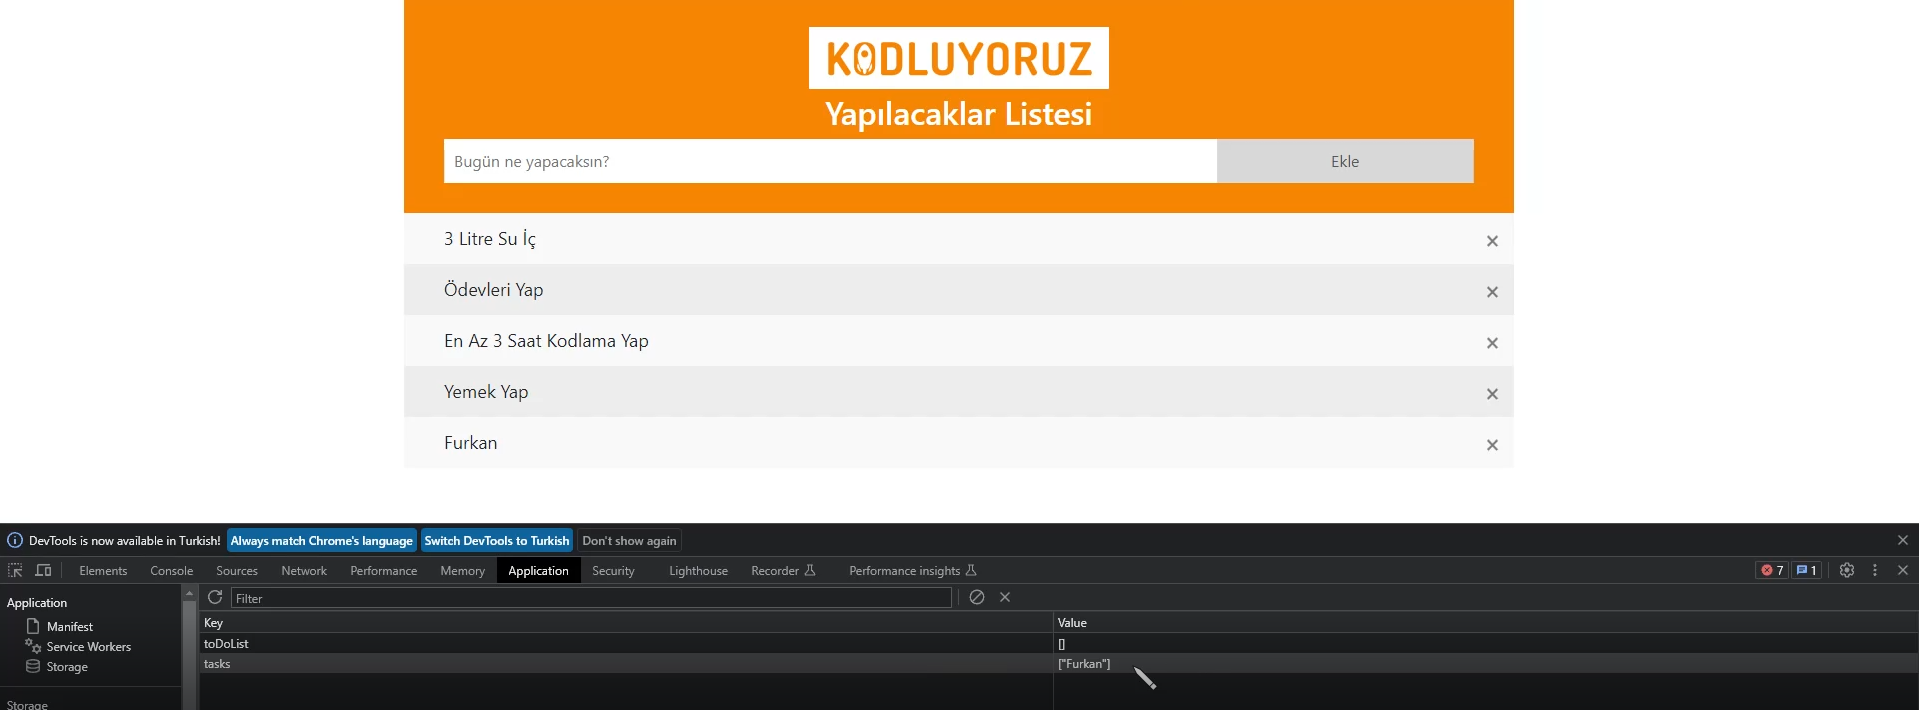 KODLUYORUZ
Yapılacaklar Listesi
Bugün ne yapacaksın? Ekle
3 Litre Su İç ×
Ödevleri Yap ×
En Az 3 Saat Kodlama Yap ×
Yemek Yap ×
Furkan ×
DevTools is now available in Turkish! Always match Chrome's language Switch DevTools to Turkish Don't show again
Elements Console Sources Network Performance Memory Application Security Lighthouse Recorder Performance insights 7 1
Application
Filter
Manifest
Service Workers
Storage
Key Value
toDoList []
tasks ["Furkan"]
Storage